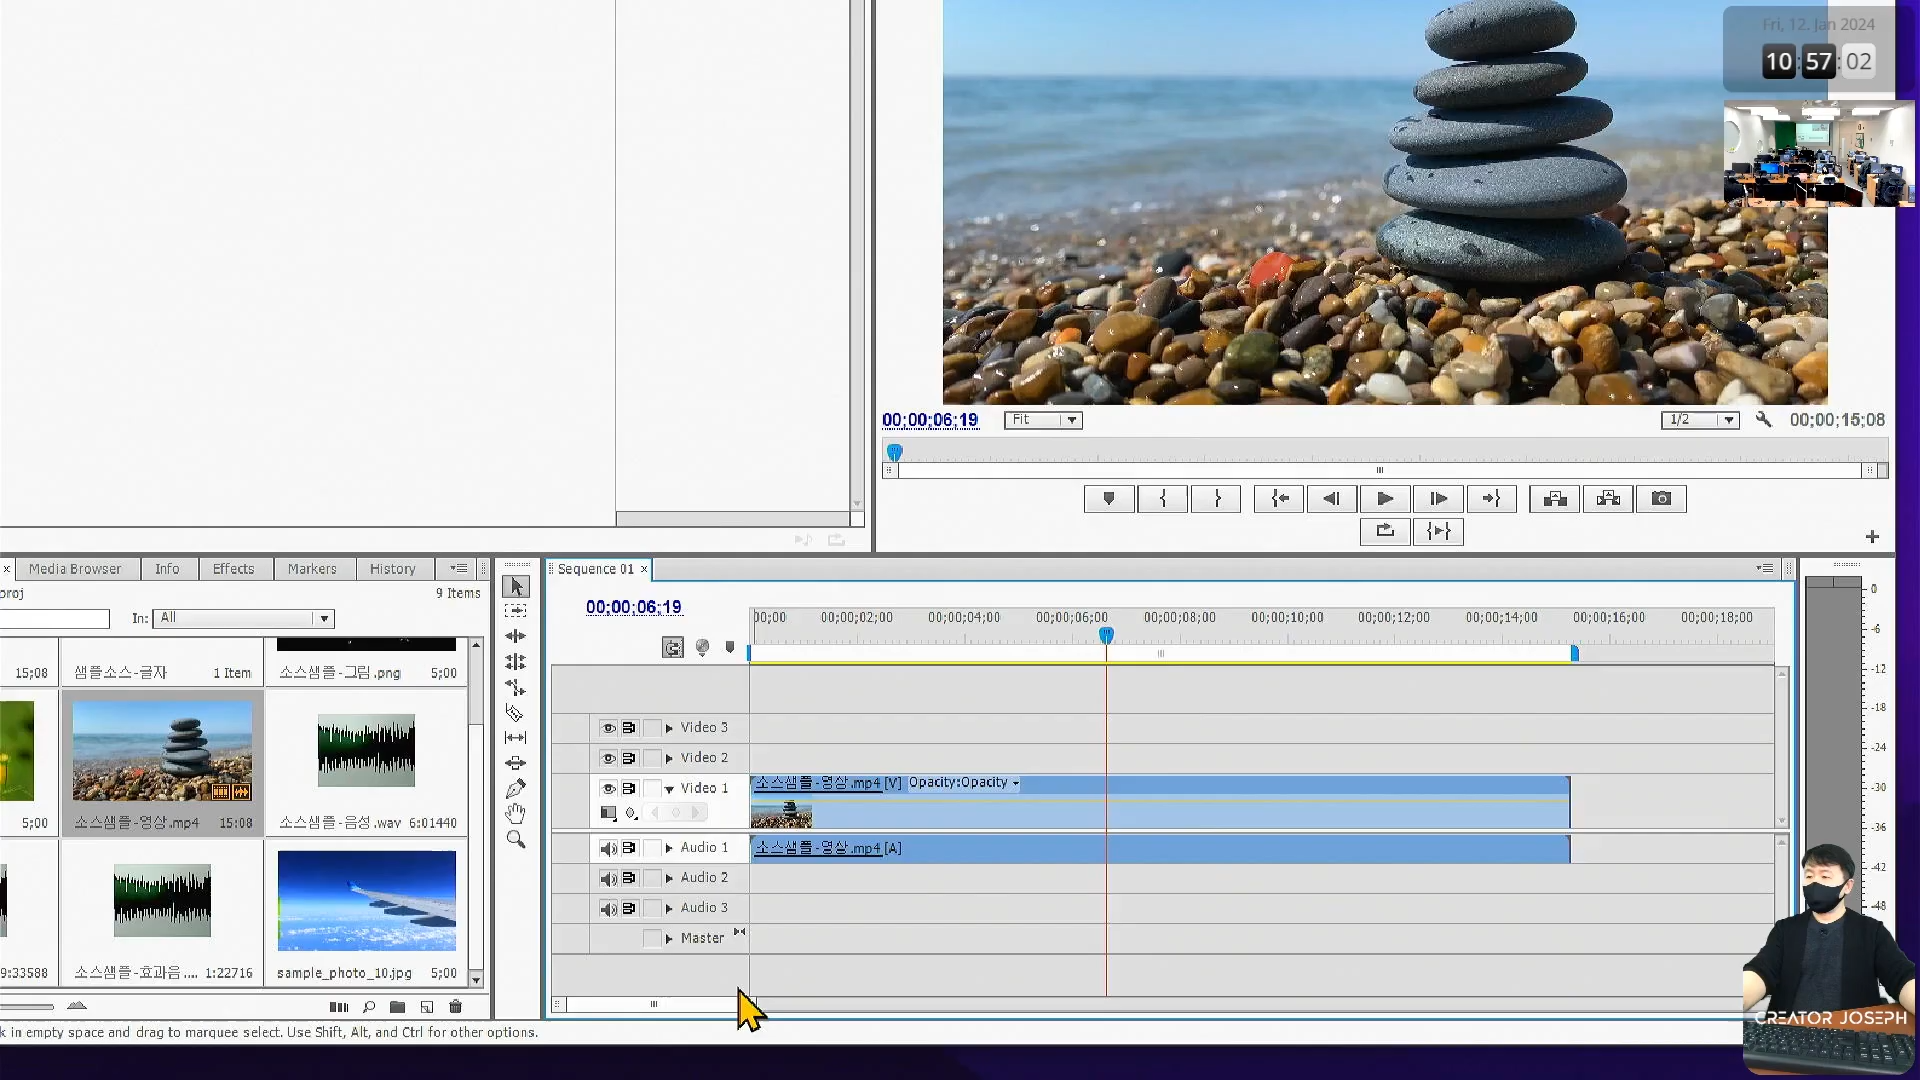 Fri, 12. Jan 2024
10:57:02
00;00;06;19
Fit
1/2
00;00;15;08
Media Browser
Info
Effects
Markers
History
Sequence 01
proj
9 Items
In: All
00;00;06;19
00;00
00;00;02;00
00;00;04;00
00;00;06;00
00;00;08;00
00;00;10;00
00;00;12;00
00;00;14;00
00;00;16;00
00;00;18;00
0
-6
-12
-18
-24
-30
-36
-42
-48
15;08
샘플소스-글자 1 Item
소스샘플-그림.png 5;00
5;00
소스샘플-영상.mp4 15:08
소스샘플-음성.wav 6:01440
9:33588
소스샘플-효과음.... 1:22716
sample_photo_10.jpg 5;00
Video 3
Video 2
Video 1
소스샘플-영상.mp4 [V] Opacity:Opacity
Audio 1
소스샘플-영상.mp4 [A]
Audio 2
Audio 3
Master
k in empty space and drag to marquee select. Use Shift, Alt, and Ctrl for other options.
CREATOR JOSEPH